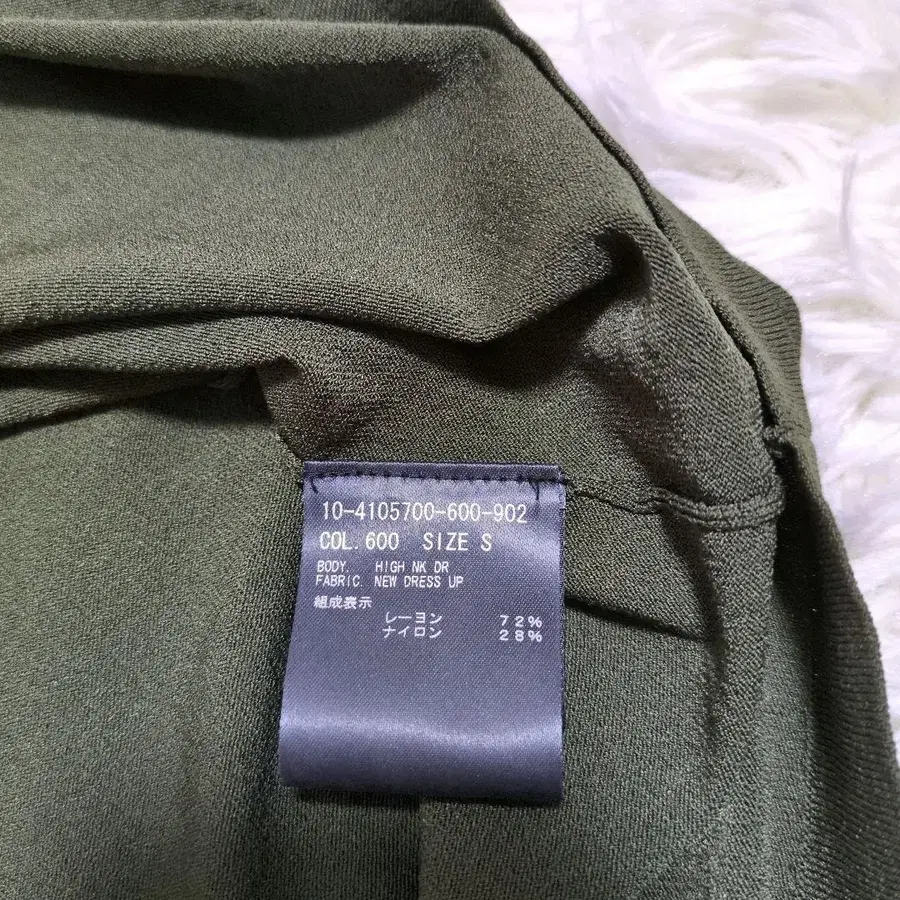 10-4105700-600-902
COL.600 SIZE S
BODY. HIGH NK DR
FABRIC. NEW DRESS UP
組成表示
レーヨン 72%
ナイロン 28%